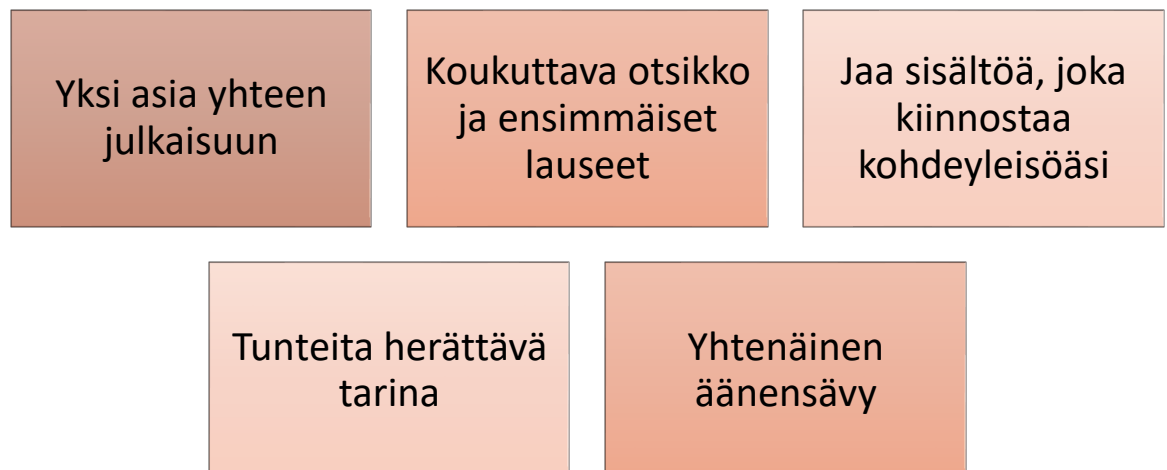 Yksi asia yhteen
julkaisuun
Koukuttava otsikko
ja ensimmäiset
lauseet
Jaa sisältöä, joka
kiinnostaa
kohdeyleisöäsi
Tunteita herättävä
tarina
Yhtenäinen
äänensävy